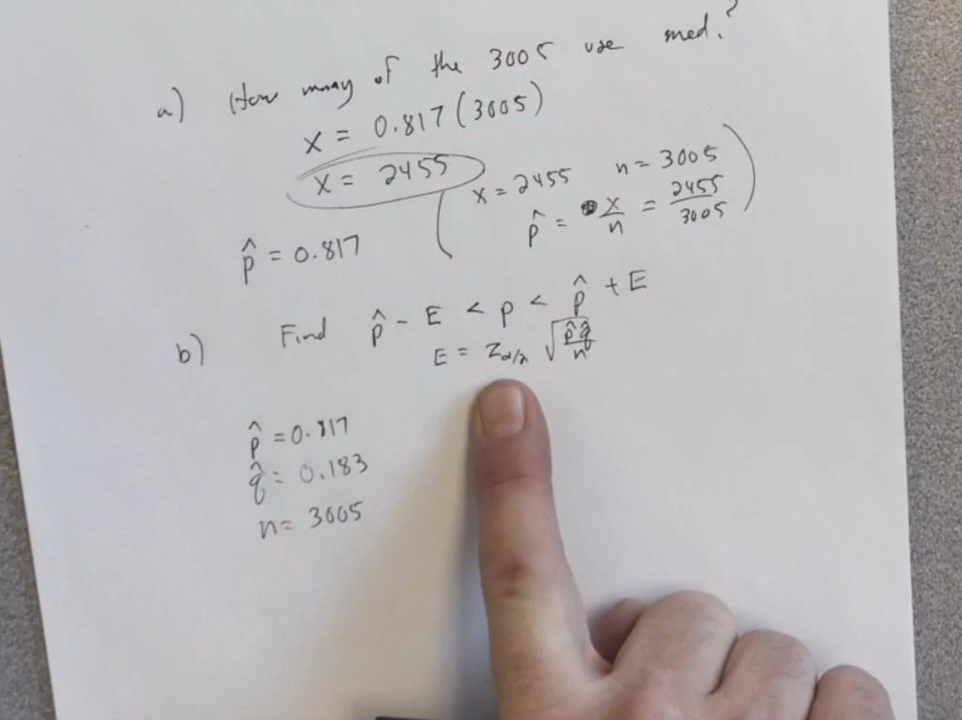 a) How many of the 3005 use med.?
x = 0.817(3005)
x = 2455
x = 2455 n = 3005
p̂ = x/n = 2455/3005
p̂ = 0.817
b) Find p̂ - E < p < p̂ + E
E = Z_α/2 √(p̂q̂/n)
p̂ = 0.817
q̂ = 0.183
n = 3005